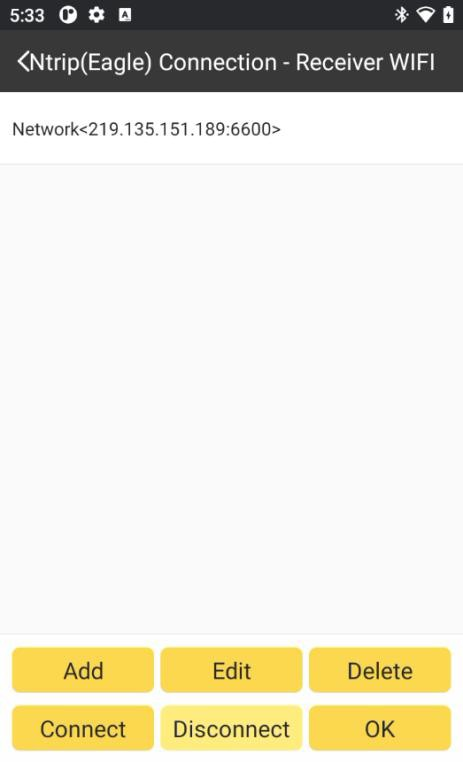 5:33
Ntrip(Eagle) Connection - Receiver WIFI
Network<219.135.151.189:6600>
Add Edit Delete
Connect Disconnect OK